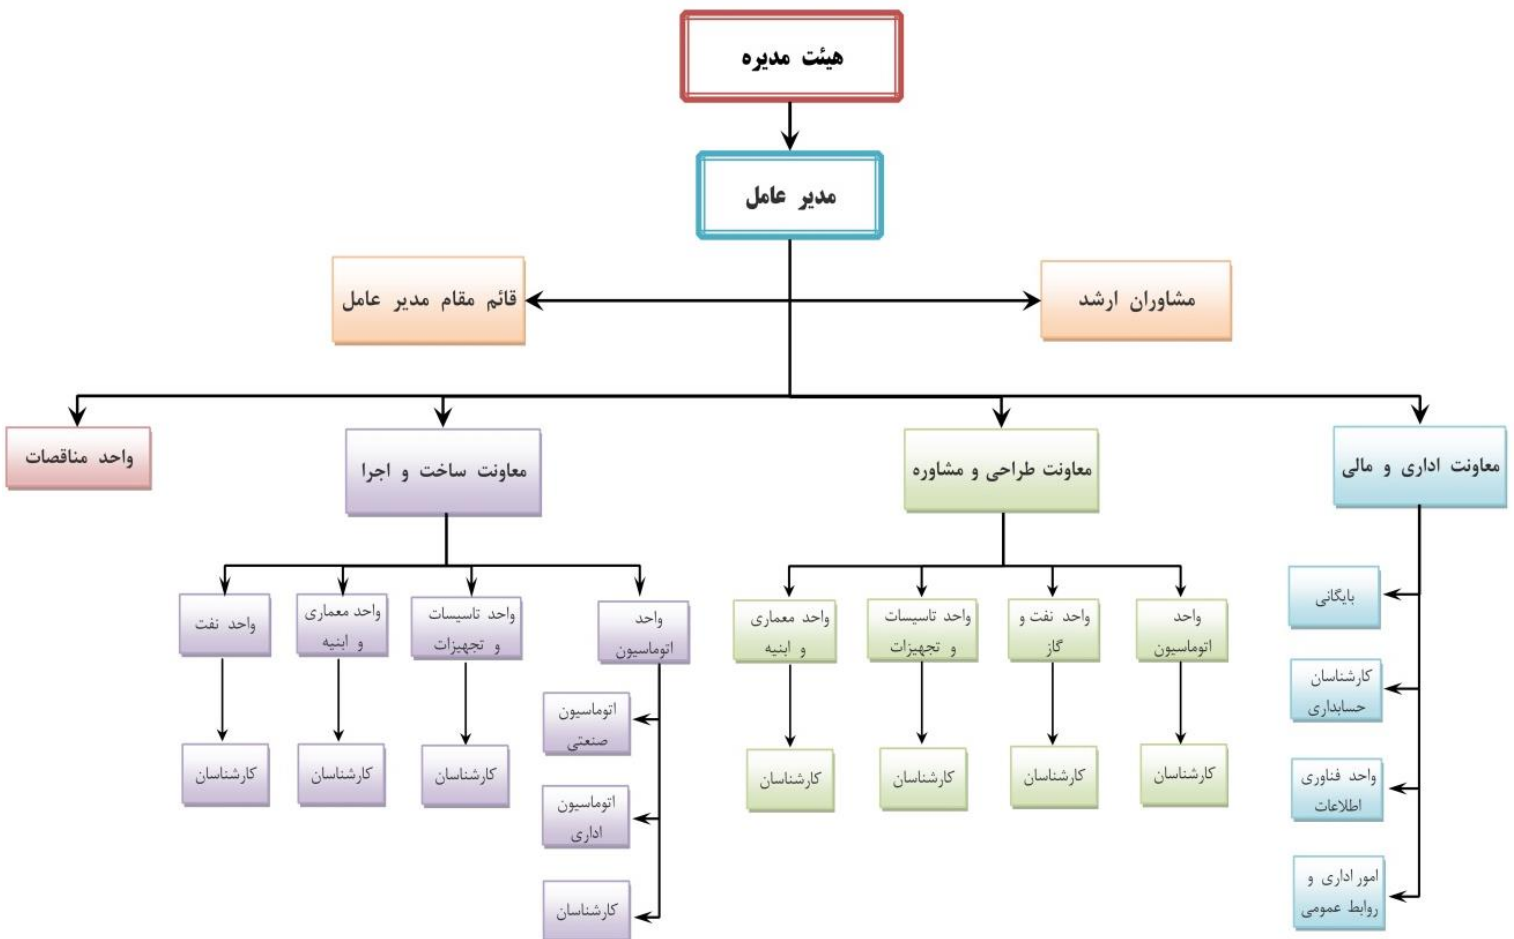 هیئت مدیره
مدیر عامل
مشاوران ارشد
قائم مقام مدیر عامل
معاونت اداری و مالی
معاونت طراحی و مشاوره
معاونت ساخت و اجرا
واحد مناقصات
بایگانی
کارشناسان
حسابداری
واحد فناوری
اطلاعات
امور اداری و
روابط عمومی
واحد
اتوماسیون
واحد نفت و
گاز
واحد تاسیسات
و تجهیزات
واحد معماری
و ابنیه
کارشناسان
کارشناسان
کارشناسان
کارشناسان
واحد
اتوماسیون
واحد تاسیسات
و تجهیزات
واحد معماری
و ابنیه
واحد نفت
اتوماسیون
صنعتی
اتوماسیون
اداری
کارشناسان
کارشناسان
کارشناسان
کارشناسان